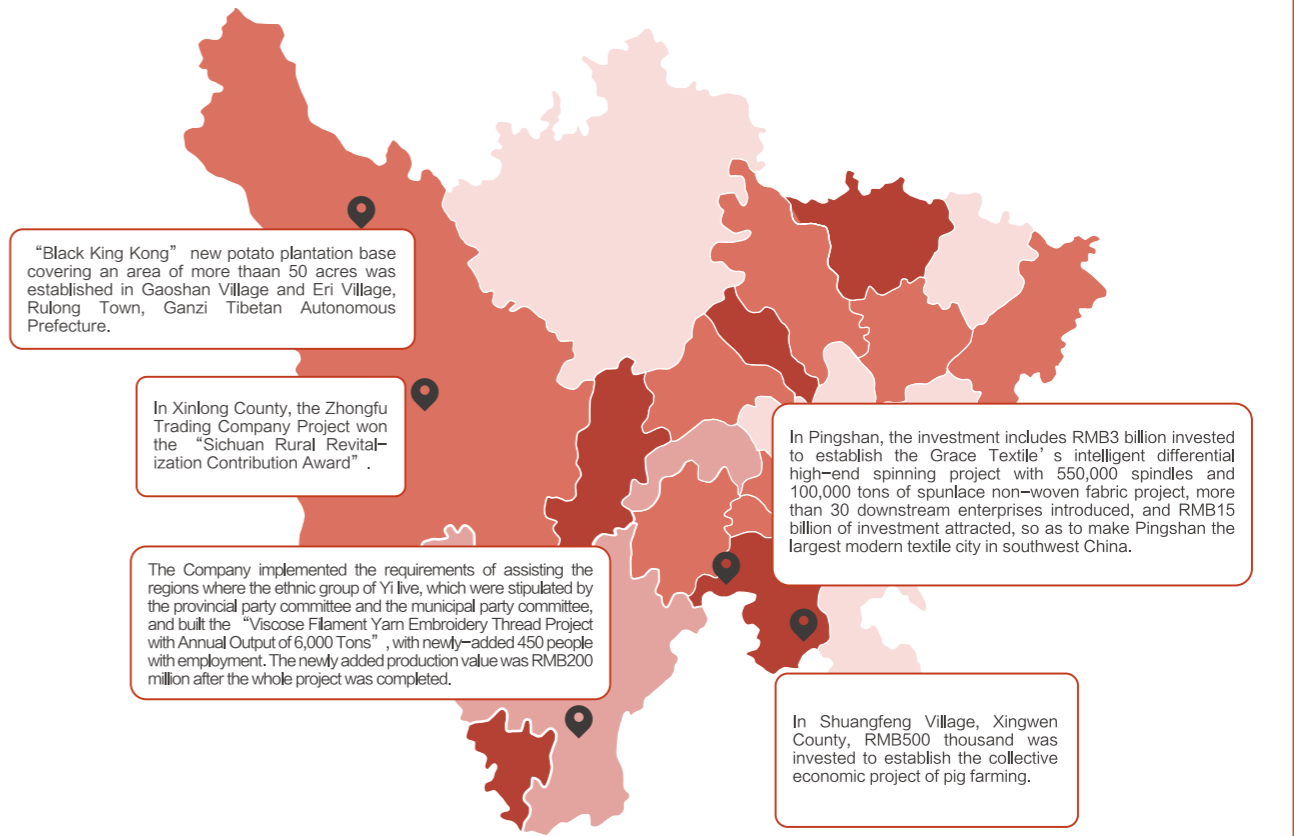 “Black King Kong” new potato plantation base
covering an area of more thaan 50 acres was
established in Gaoshan Village and Eri Village,
Rulong Town, Ganzi Tibetan Autonomous
Prefecture.
In Xinlong County, the Zhongfu
Trading Company Project won
the “Sichuan Rural Revital-
ization Contribution Award”.
In Pingshan, the investment includes RMB3 billion invested
to establish the Grace Textile’s intelligent differential
high-end spinning project with 550,000 spindles and
100,000 tons of spunlace non-woven fabric project, more
than 30 downstream enterprises introduced, and RMB15
billion of investment attracted, so as to make Pingshan the
largest modern textile city in southwest China.
The Company implemented the requirements of assisting the
regions where the ethnic group of Yi live, which were stipulated by
the provincial party committee and the municipal party committee,
and built the “Viscose Filament Yarn Embroidery Thread Project
with Annual Output of 6,000 Tons”, with newly-added 450 people
with employment. The newly added production value was RMB200
million after the whole project was completed.
In Shuangfeng Village, Xingwen
County, RMB500 thousand was
invested to establish the collective
economic project of pig farming.